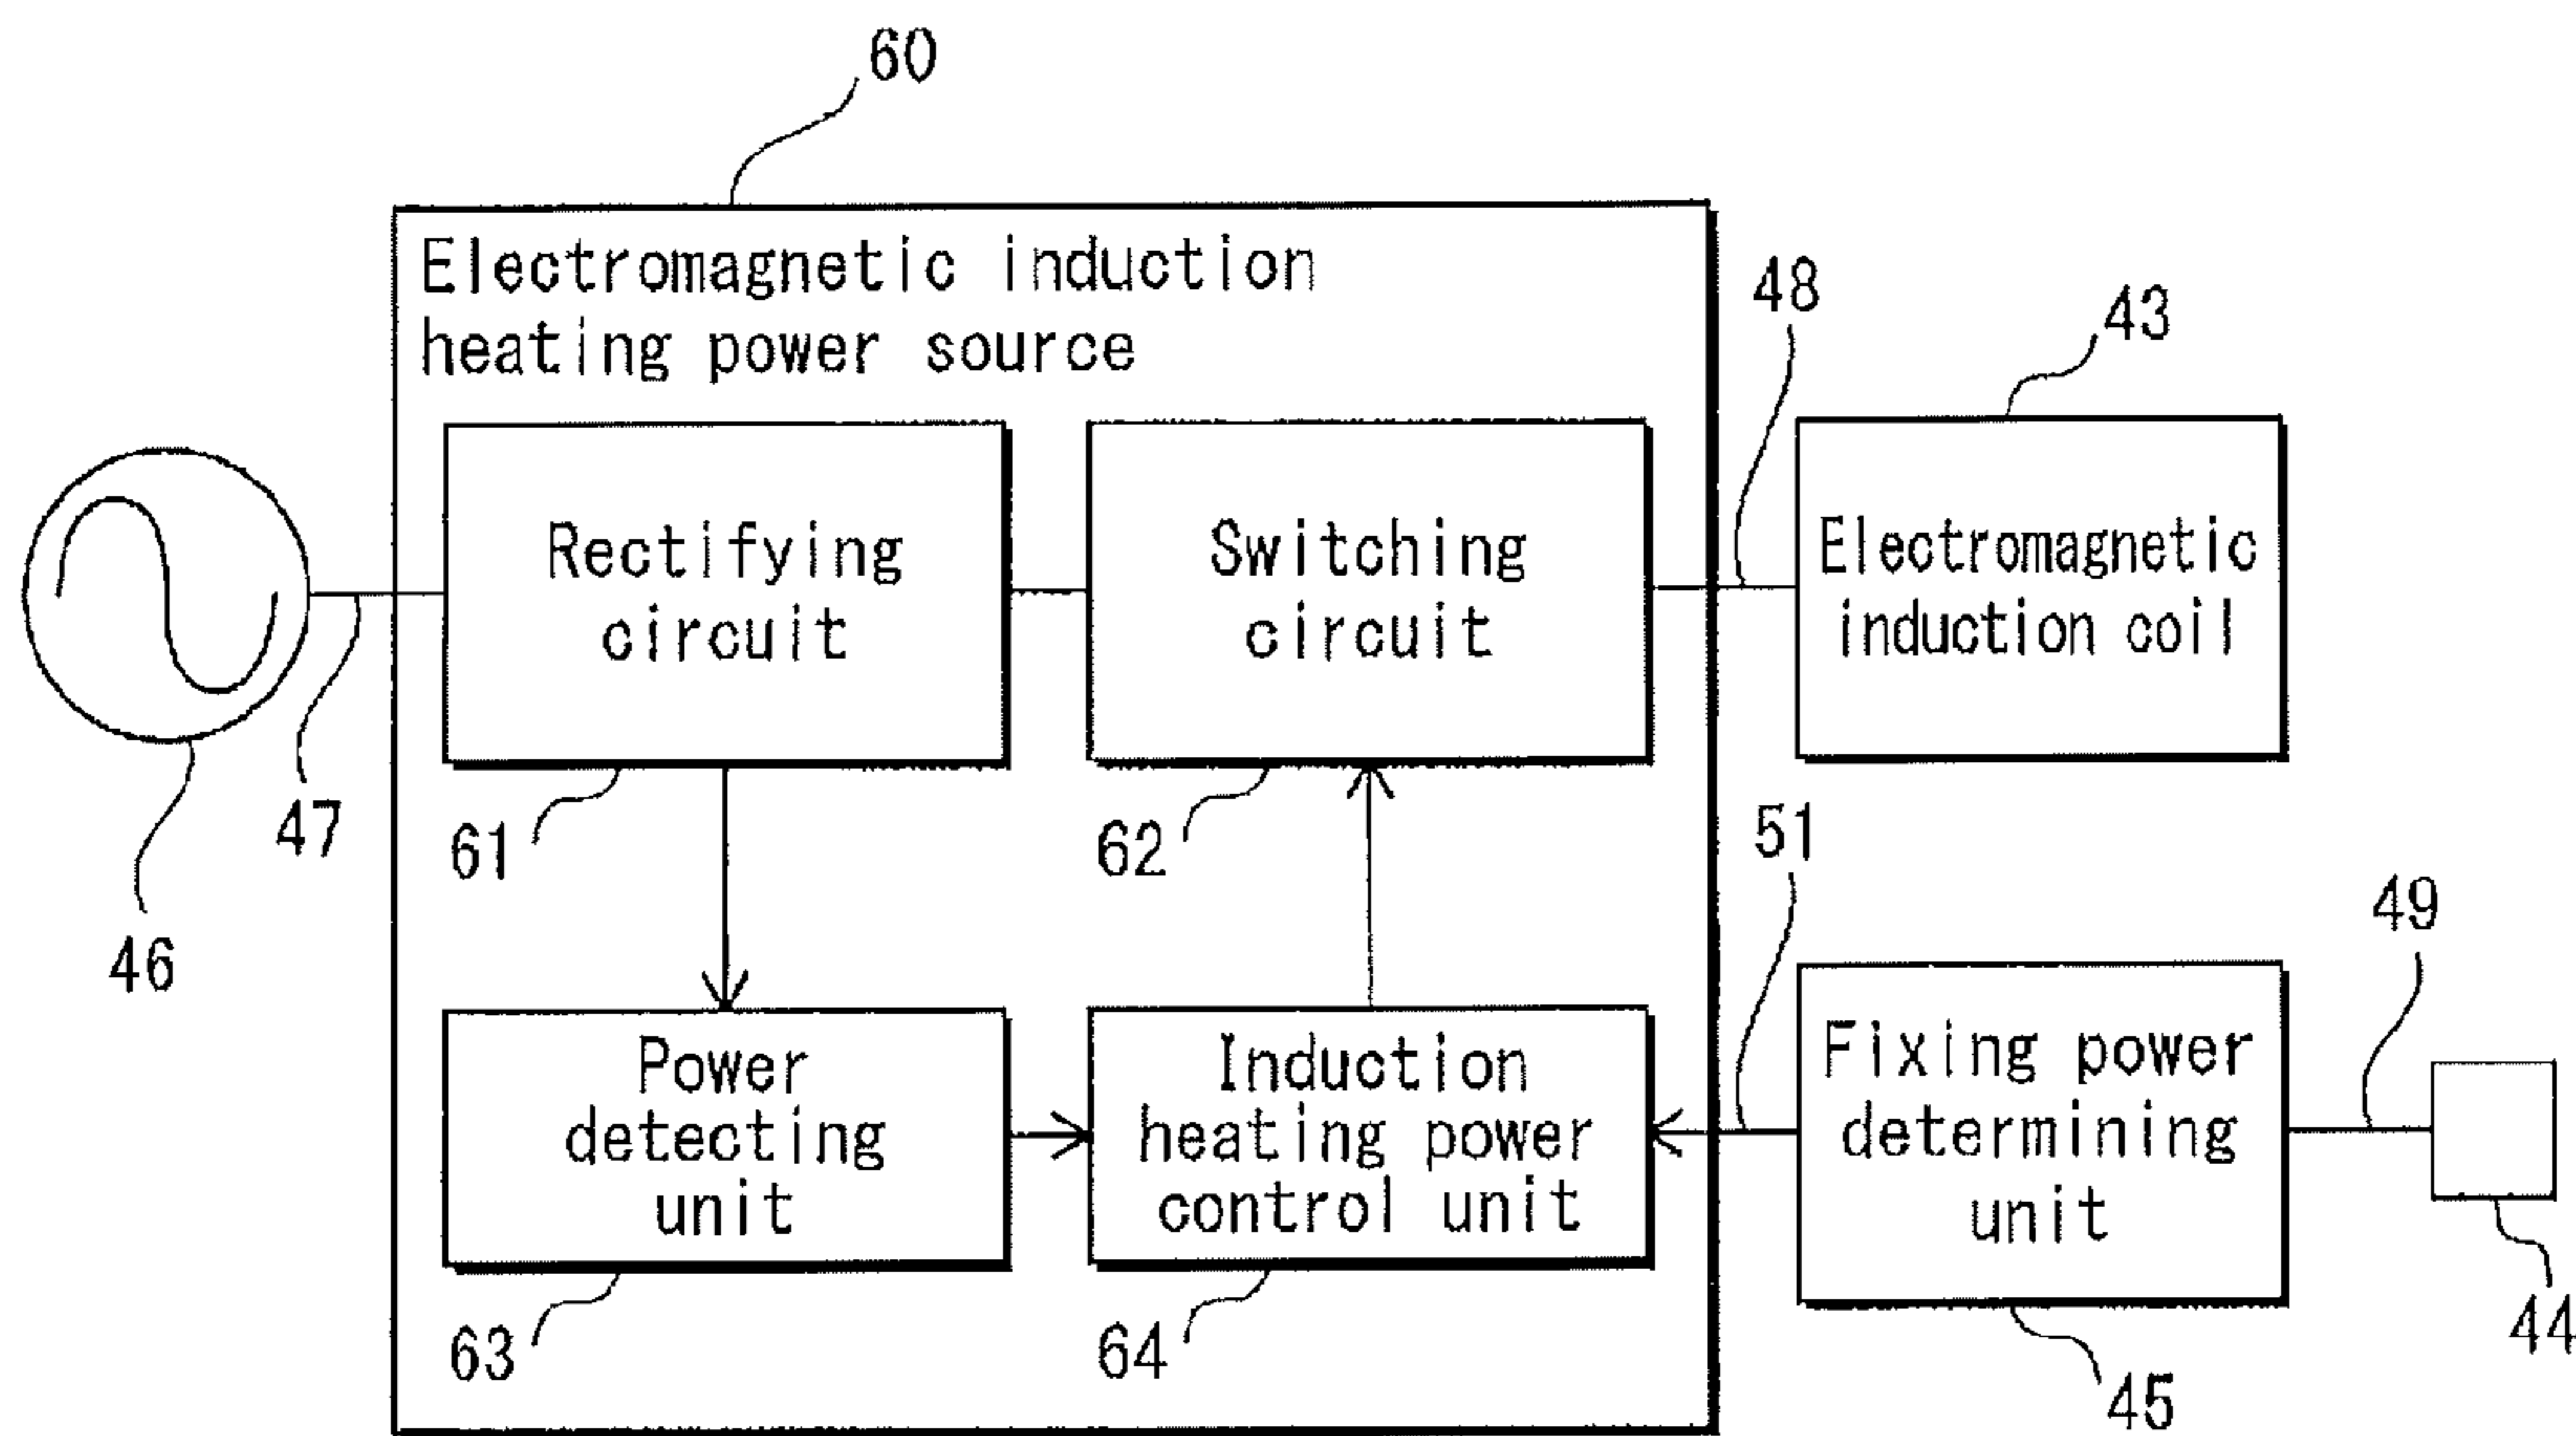 60
Electromagnetic induction
heating power source
48
43
Rectifying
circuit
Switching
circuit
Electromagnetic
induction coil
47
61
62
51
46
49
Power
detecting
unit
Induction
heating power
control unit
Fixing power
determining
unit
44
63
64
45